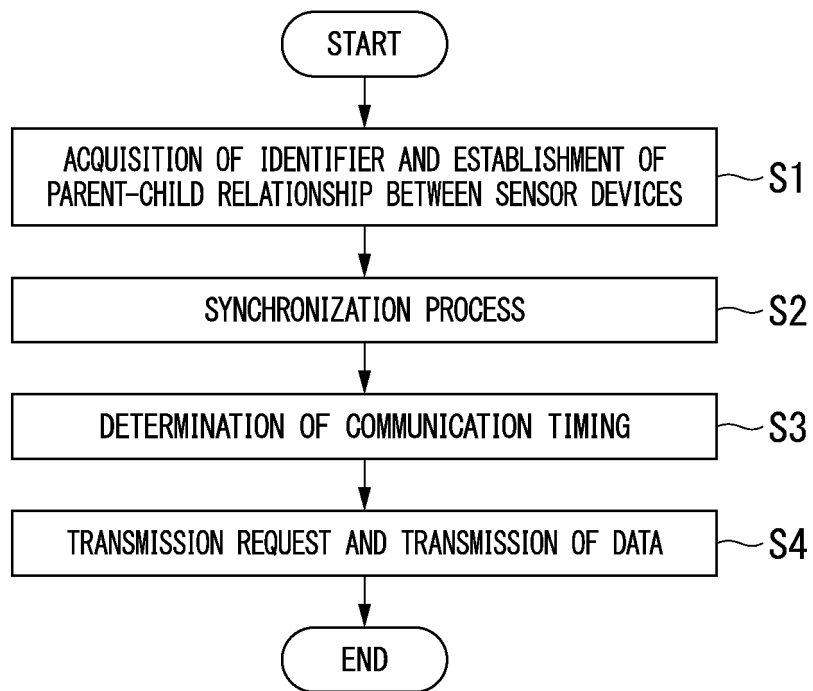 START
ACQUISITION OF IDENTIFIER AND ESTABLISHMENT OF
PARENT-CHILD RELATIONSHIP BETWEEN SENSOR DEVICES
S1
SYNCHRONIZATION PROCESS
S2
DETERMINATION OF COMMUNICATION TIMING
S3
TRANSMISSION REQUEST AND TRANSMISSION OF DATA
S4
END